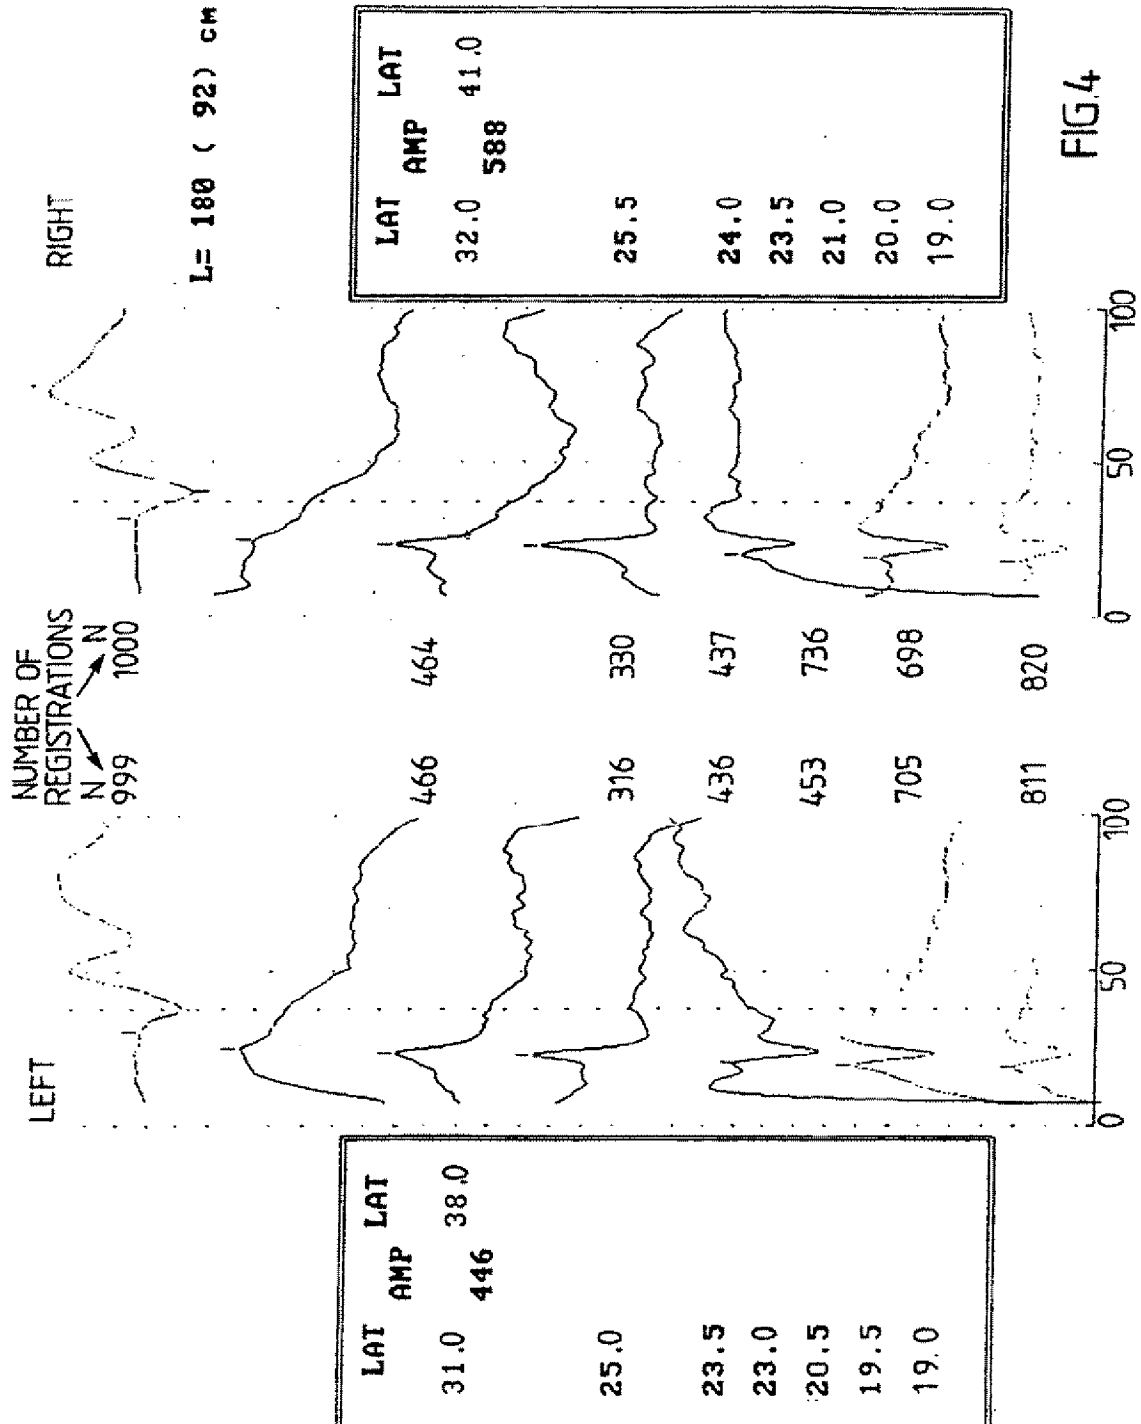 LEFT
NUMBER OF
REGISTRATIONS
RIGHT
N
N
999
1000
L= 180 ( 92) cm
LAT
AMP
LAT
31.0
446
38.0
25.0
23.5
23.0
20.5
19.5
19.0
466
464
316
330
436
437
453
736
705
698
811
820
0
50
100
0
50
100
LAT
AMP
LAT
32.0
588
41.0
25.5
24.0
23.5
21.0
20.0
19.0
FIG.4